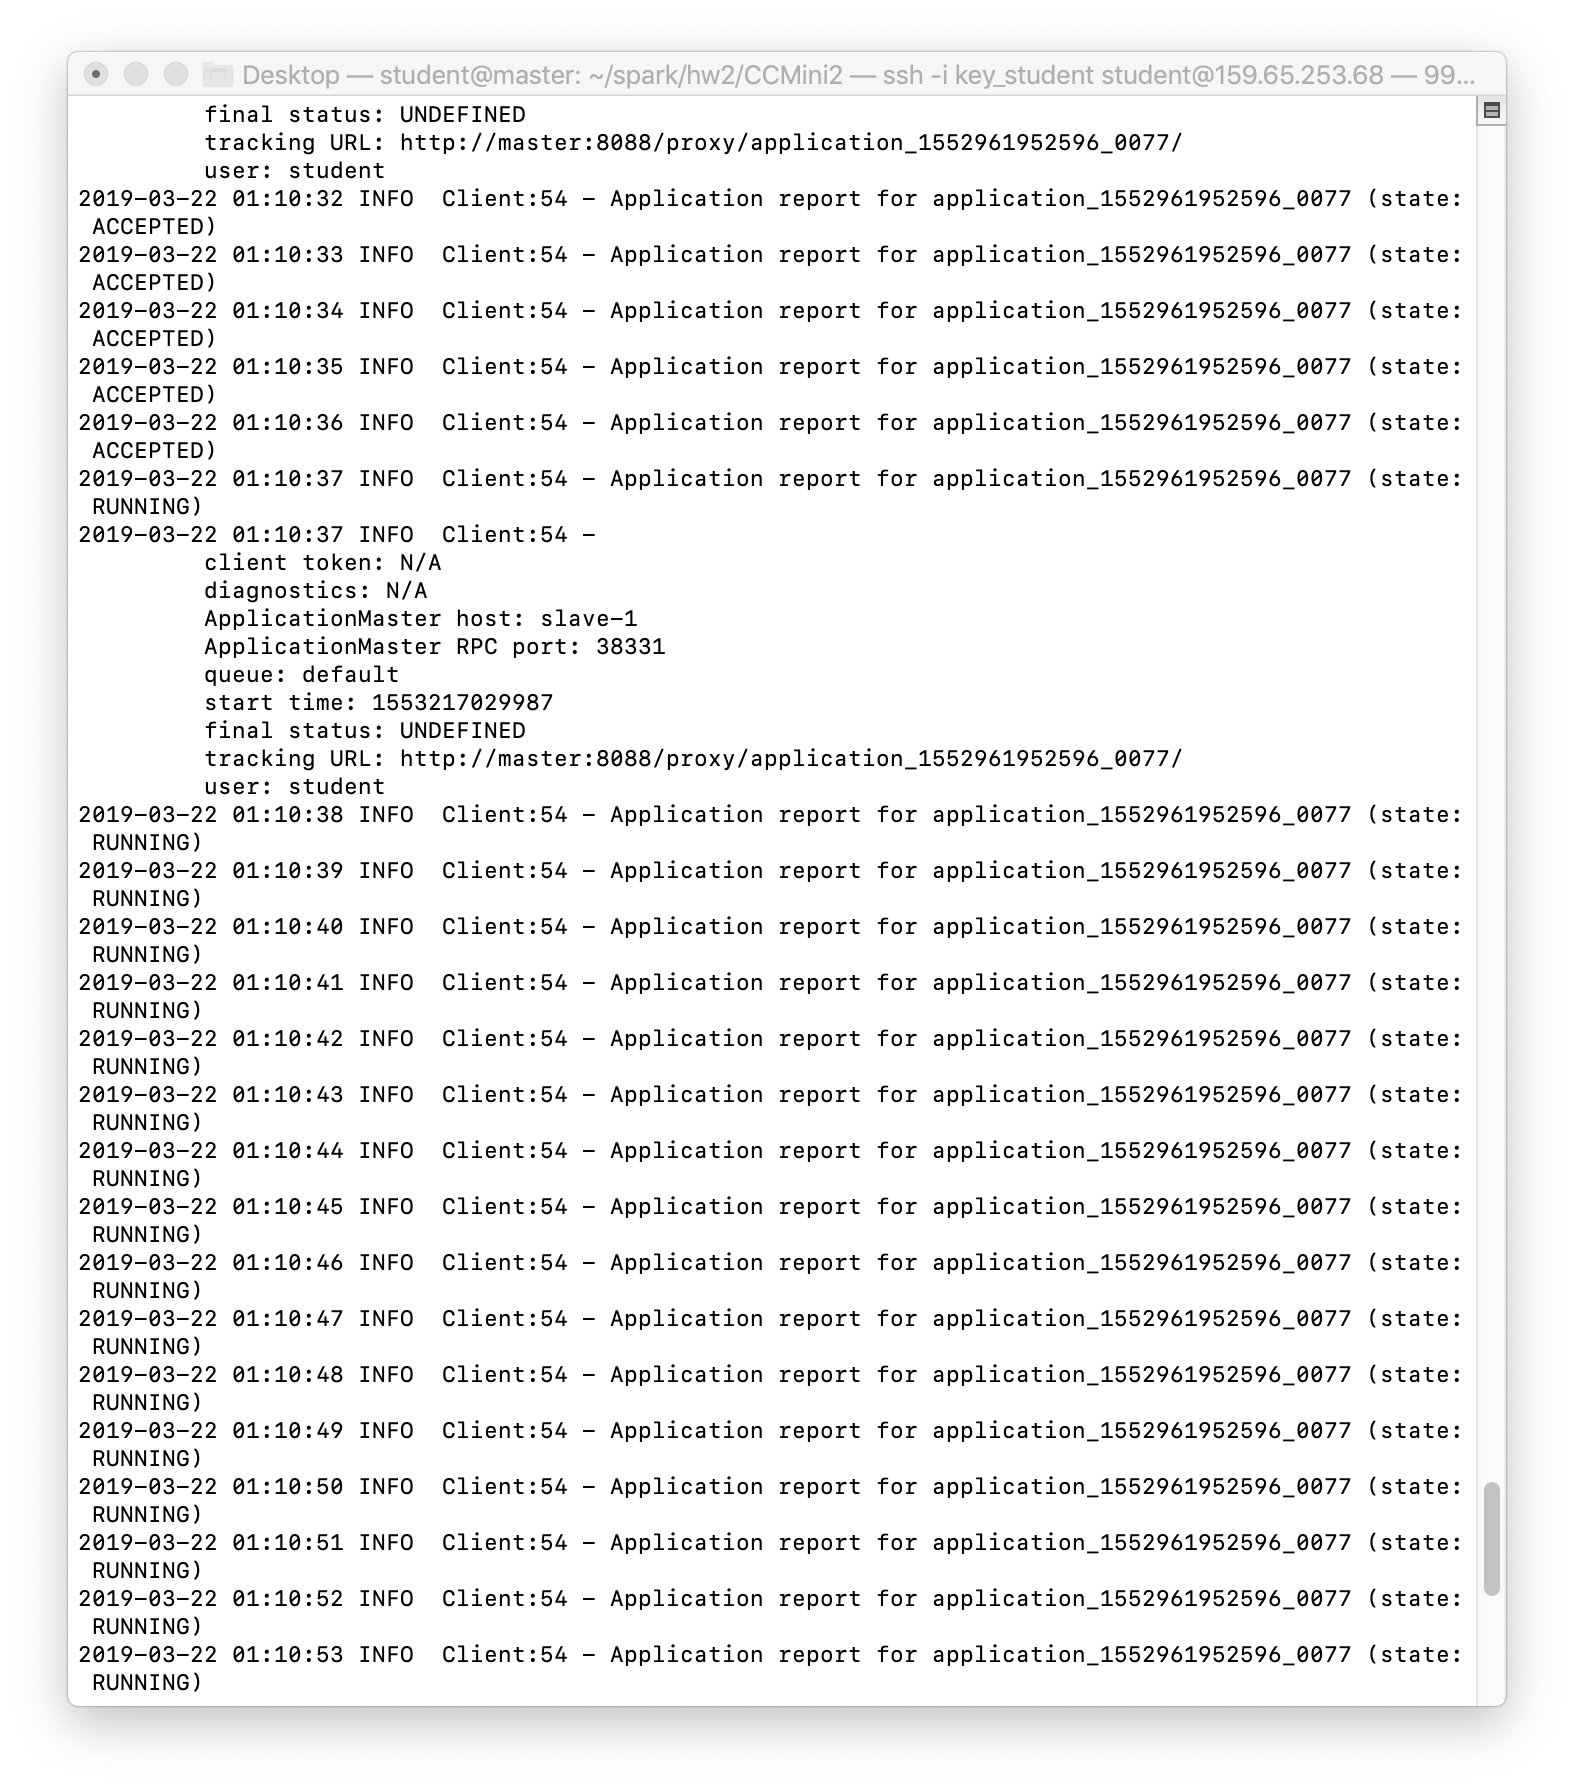 Desktop — student@master: ~/spark/hw2/CCMini2 — ssh -i key_student student@159.65.253.68 — 99...
final status: UNDEFINED
tracking URL: http://master:8088/proxy/application_1552961952596_0077/
user: student
2019-03-22 01:10:32 INFO  Client:54 - Application report for application_1552961952596_0077 (state:
ACCEPTED)
2019-03-22 01:10:33 INFO  Client:54 - Application report for application_1552961952596_0077 (state:
ACCEPTED)
2019-03-22 01:10:34 INFO  Client:54 - Application report for application_1552961952596_0077 (state:
ACCEPTED)
2019-03-22 01:10:35 INFO  Client:54 - Application report for application_1552961952596_0077 (state:
ACCEPTED)
2019-03-22 01:10:36 INFO  Client:54 - Application report for application_1552961952596_0077 (state:
ACCEPTED)
2019-03-22 01:10:37 INFO  Client:54 - Application report for application_1552961952596_0077 (state:
RUNNING)
2019-03-22 01:10:37 INFO  Client:54 -
client token: N/A
diagnostics: N/A
ApplicationMaster host: slave-1
ApplicationMaster RPC port: 38331
queue: default
start time: 1553217029987
final status: UNDEFINED
tracking URL: http://master:8088/proxy/application_1552961952596_0077/
user: student
2019-03-22 01:10:38 INFO  Client:54 - Application report for application_1552961952596_0077 (state:
RUNNING)
2019-03-22 01:10:39 INFO  Client:54 - Application report for application_1552961952596_0077 (state:
RUNNING)
2019-03-22 01:10:40 INFO  Client:54 - Application report for application_1552961952596_0077 (state:
RUNNING)
2019-03-22 01:10:41 INFO  Client:54 - Application report for application_1552961952596_0077 (state:
RUNNING)
2019-03-22 01:10:42 INFO  Client:54 - Application report for application_1552961952596_0077 (state:
RUNNING)
2019-03-22 01:10:43 INFO  Client:54 - Application report for application_1552961952596_0077 (state:
RUNNING)
2019-03-22 01:10:44 INFO  Client:54 - Application report for application_1552961952596_0077 (state:
RUNNING)
2019-03-22 01:10:45 INFO  Client:54 - Application report for application_1552961952596_0077 (state:
RUNNING)
2019-03-22 01:10:46 INFO  Client:54 - Application report for application_1552961952596_0077 (state:
RUNNING)
2019-03-22 01:10:47 INFO  Client:54 - Application report for application_1552961952596_0077 (state:
RUNNING)
2019-03-22 01:10:48 INFO  Client:54 - Application report for application_1552961952596_0077 (state:
RUNNING)
2019-03-22 01:10:49 INFO  Client:54 - Application report for application_1552961952596_0077 (state:
RUNNING)
2019-03-22 01:10:50 INFO  Client:54 - Application report for application_1552961952596_0077 (state:
RUNNING)
2019-03-22 01:10:51 INFO  Client:54 - Application report for application_1552961952596_0077 (state:
RUNNING)
2019-03-22 01:10:52 INFO  Client:54 - Application report for application_1552961952596_0077 (state:
RUNNING)
2019-03-22 01:10:53 INFO  Client:54 - Application report for application_1552961952596_0077 (state:
RUNNING)